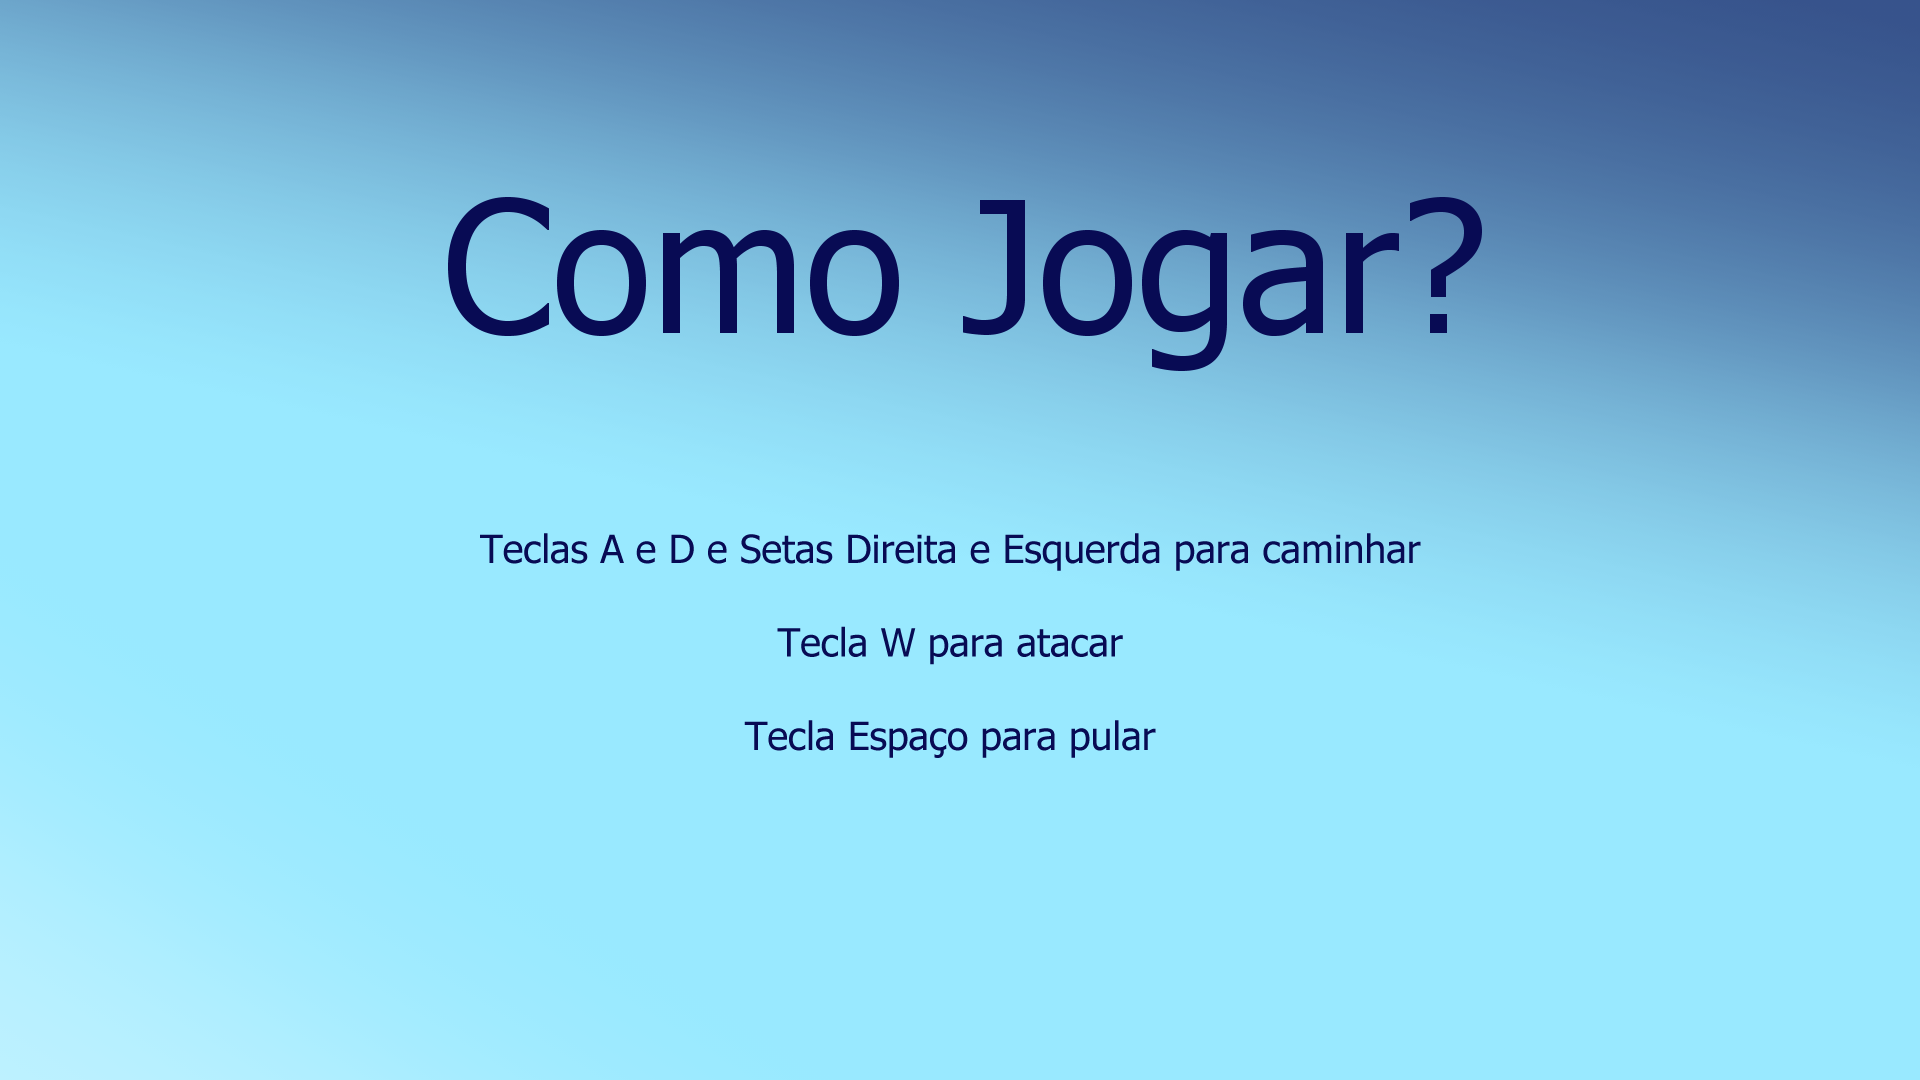 Como Jogar?
Teclas A e D e Setas Direita e Esquerda para caminhar
Tecla W para atacar
Tecla Espaço para pular